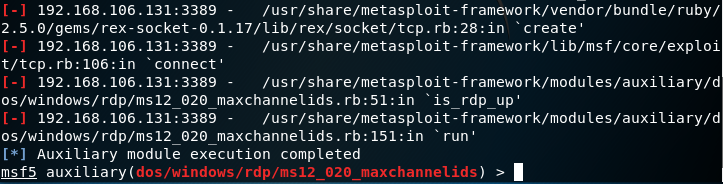 [-] 192.168.106.131:3389 -   /usr/share/metasploit-framework/vendor/bundle/ruby/
2.5.0/gems/rex-socket-0.1.17/lib/rex/socket/tcp.rb:28:in `create'
[-] 192.168.106.131:3389 -   /usr/share/metasploit-framework/lib/msf/core/exploi
t/tcp.rb:106:in `connect'
[-] 192.168.106.131:3389 -   /usr/share/metasploit-framework/modules/auxiliary/d
os/windows/rdp/ms12_020_maxchannelids.rb:51:in `is_rdp_up'
[-] 192.168.106.131:3389 -   /usr/share/metasploit-framework/modules/auxiliary/d
os/windows/rdp/ms12_020_maxchannelids.rb:151:in `run'
[*] Auxiliary module execution completed
msf5 auxiliary(dos/windows/rdp/ms12_020_maxchannelids) >